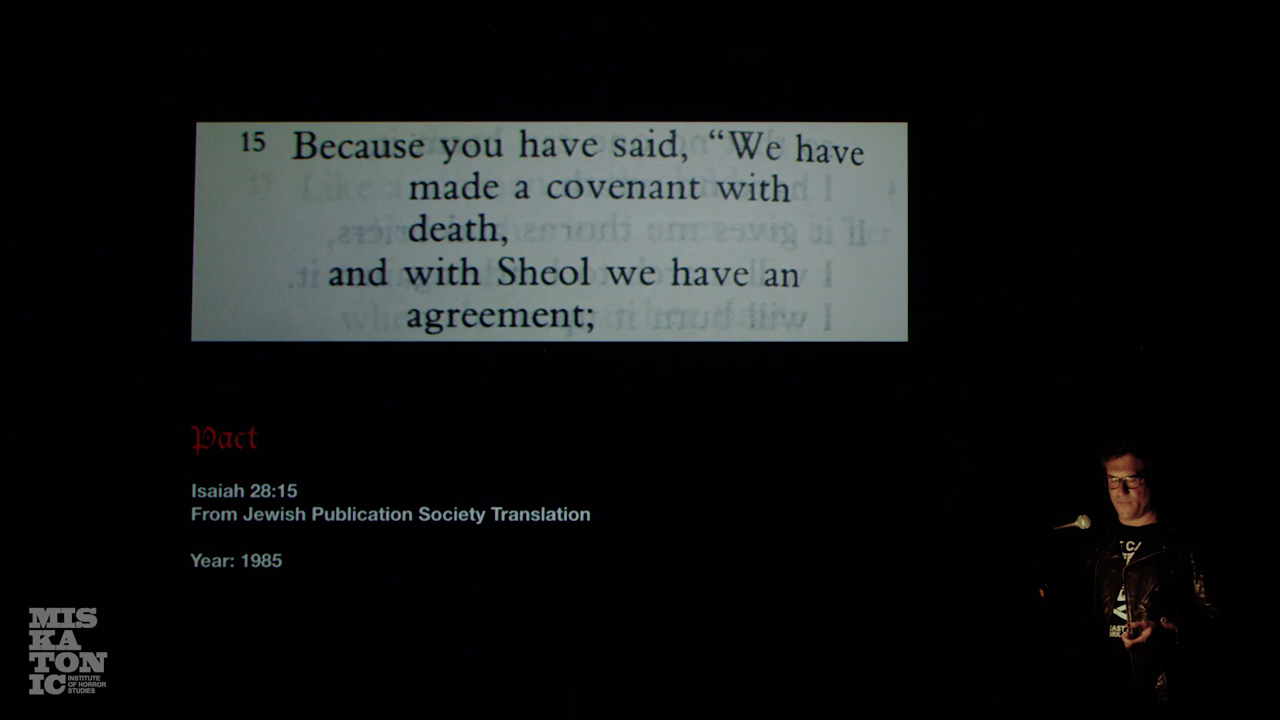 15 Because you have said, “We have
made a covenant with
death,
and with Sheol we have an
agreement;
Pact
Isaiah 28:15
From Jewish Publication Society Translation
Year: 1985
MIS
KA
TON
IC INSTITUTE
OF HORROR
STUDIES